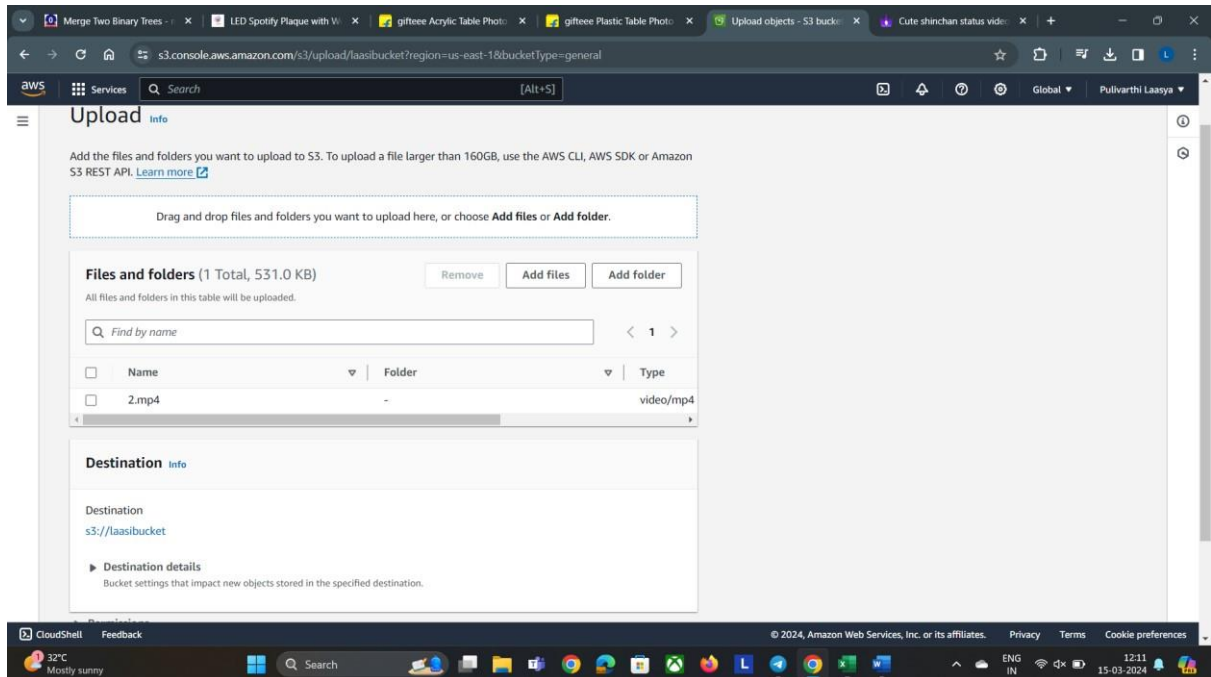 Merge Two Binary Trees -
LED Spotify Plaque with W
gifteee Acrylic Table Photo
gifteee Plastic Table Photo
Upload objects - S3 bucket
Cute shinchan status video
s3.console.aws.amazon.com/s3/upload/laasibucket?region=us-east-1&bucketType=general
aws Services Search [Alt+S] Global Pulivarthi Laasya
Upload Info
Add the files and folders you want to upload to S3. To upload a file larger than 160GB, use the AWS CLI, AWS SDK or Amazon
S3 REST API. Learn more
Drag and drop files and folders you want to upload here, or choose Add files or Add folder.
Files and folders (1 Total, 531.0 KB) Remove Add files Add folder
All files and folders in this table will be uploaded.
Find by name 1
Name Folder Type
2.mp4 - video/mp4
Destination Info
Destination
s3://laasibucket
Destination details
Bucket settings that impact new objects stored in the specified destination.
CloudShell Feedback © 2024, Amazon Web Services, Inc. or its affiliates. Privacy Terms Cookie preferences
32°C
Mostly sunny
Search
ENG
IN
12:11
15-03-2024